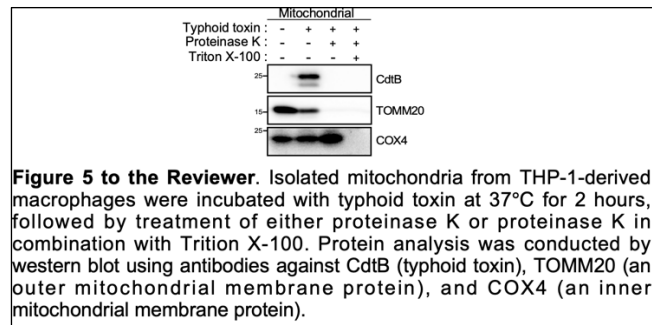 Mitochondrial
Typhoid toxin : - + + +
Proteinase K : - - + +
Triton X-100 : - - - +
25 CdtB
15 TOMM20
25 COX4
Figure 5 to the Reviewer. Isolated mitochondria from THP-1-derived
macrophages were incubated with typhoid toxin at 37°C for 2 hours,
followed by treatment of either proteinase K or proteinase K in
combination with Trition X-100. Protein analysis was conducted by
western blot using antibodies against CdtB (typhoid toxin), TOMM20 (an
outer mitochondrial membrane protein), and COX4 (an inner
mitochondrial membrane protein).